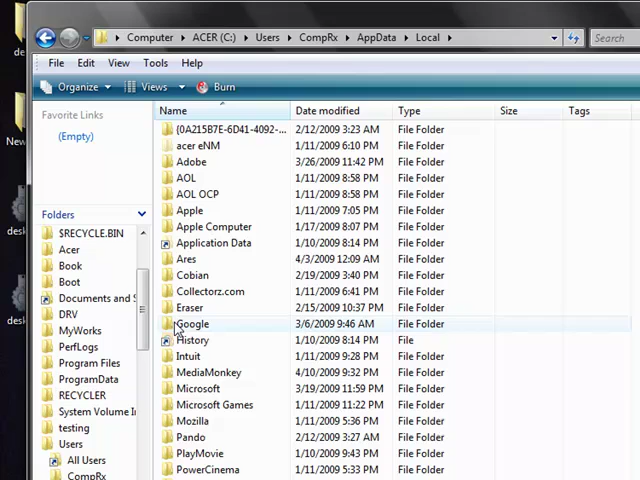 de
New
desk
desk
Computer ACER (C:) Users CompRx AppData Local Search
File Edit View Tools Help
Organize Views Burn
Favorite Links
(Empty)
Folders
$RECYCLE.BIN
Acer
Book
Boot
Documents and S
DRV
MyWorks
PerfLogs
Program Files
ProgramData
RECYCLER
System Volume I
testing
Users
All Users
CompRx
Name Date modified Type Size Tags
{0A215B7E-6D41-4092-... 2/12/2009 3:23 AM File Folder
acer eNM 1/11/2009 6:10 PM File Folder
Adobe 3/26/2009 11:42 PM File Folder
AOL 1/11/2009 8:58 PM File Folder
AOL OCP 1/11/2009 8:58 PM File Folder
Apple 1/11/2009 7:05 PM File Folder
Apple Computer 1/17/2009 8:07 PM File Folder
Application Data 1/10/2009 8:14 PM File Folder
Ares 4/3/2009 12:09 AM File Folder
Cobian 2/19/2009 3:40 PM File Folder
Collectorz.com 1/11/2009 6:41 PM File Folder
Eraser 2/15/2009 10:37 PM File Folder
Google 3/6/2009 9:46 AM File Folder
History 1/10/2009 8:14 PM File
Intuit 1/11/2009 9:28 PM File Folder
MediaMonkey 4/10/2009 9:32 PM File Folder
Microsoft 3/19/2009 11:59 PM File Folder
Microsoft Games 1/11/2009 11:22 PM File Folder
Mozilla 1/11/2009 5:36 PM File Folder
Pando 2/12/2009 3:27 AM File Folder
PlayMovie 1/10/2009 9:43 PM File Folder
PowerCinema 1/11/2009 5:33 PM File Folder